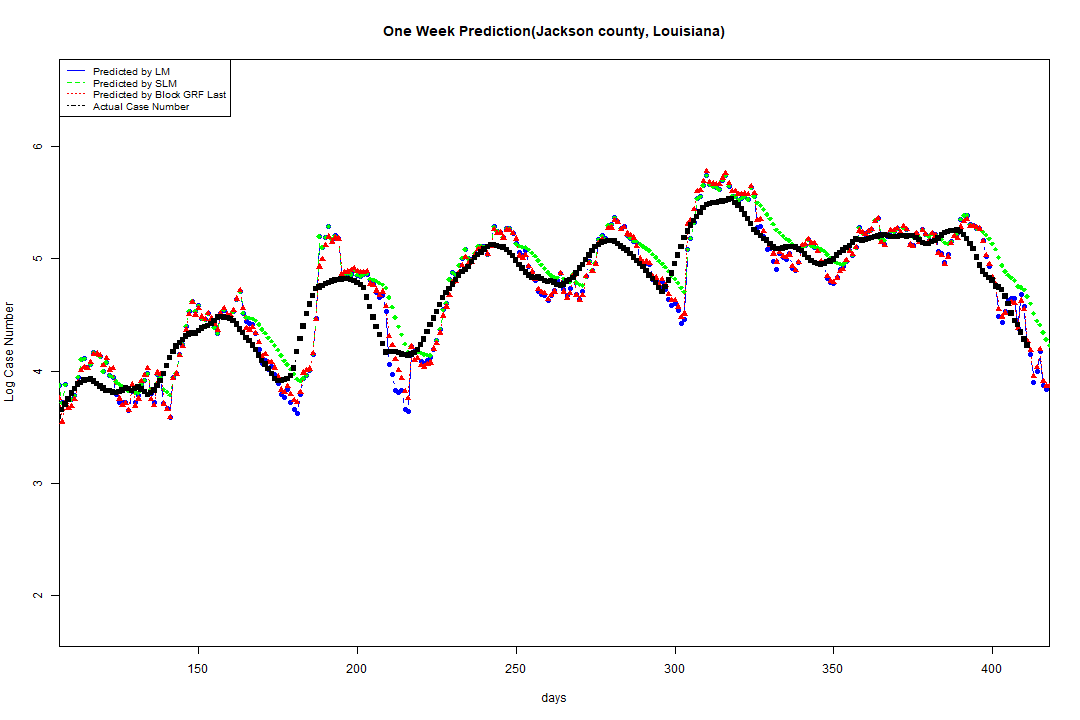 One Week Prediction(Jackson county, Louisiana)
Predicted by LM
Predicted by SLM
Predicted by Block GRF Last
Actual Case Number
6
5
4
3
2
Log Case Number
150 200 250 300 350 400
days